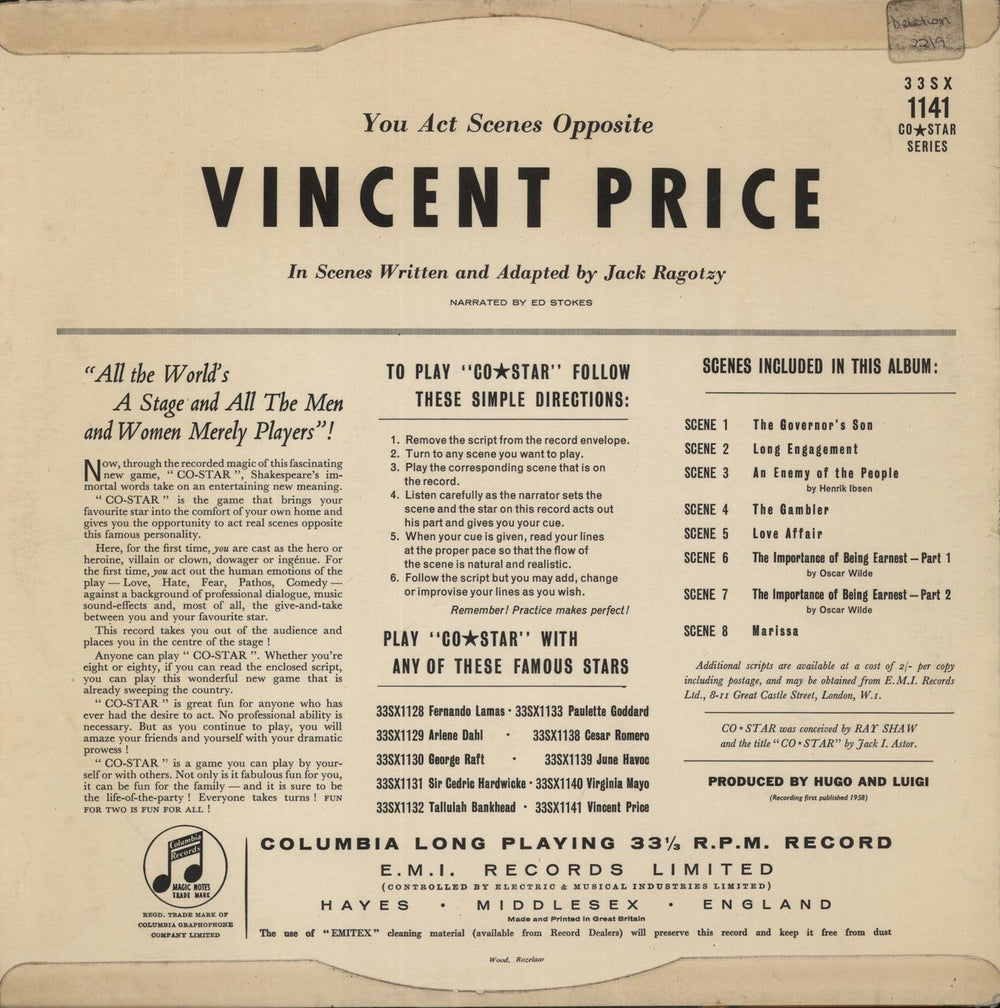 Deletion
22/9
33SX
1141
CO★STAR
SERIES
You Act Scenes Opposite
VINCENT PRICE
In Scenes Written and Adapted by Jack Ragotzy
NARRATED BY ED STOKES
“All the World’s
A Stage and All The Men
and Women Merely Players”!
Now, through the recorded magic of this fascinating
new game, “ CO-STAR ”, Shakespeare’s im-
mortal words take on an entertaining new meaning.
“ CO-STAR ” is the game that brings your
favourite star into the comfort of your own home and
gives you the opportunity to act real scenes opposite
this famous personality.
Here, for the first time, you are cast as the hero or
heroine, villain or clown, dowager or ingénue. For
the first time, you act out the human emotions of the
play — Love, Hate, Fear, Pathos, Comedy —
against a background of professional dialogue, music
sound-effects and, most of all, the give-and-take
between you and your favourite star.
This record takes you out of the audience and
places you in the centre of the stage !
Anyone can play “ CO-STAR ”. Whether you’re
eight or eighty, if you can read the enclosed script,
you can play this wonderful new game that is
already sweeping the country.
“ CO-STAR ” is great fun for anyone who has
ever had the desire to act. No professional ability is
necessary. But as you continue to play, you will
amaze your friends and yourself with your dramatic
prowess !
“ CO-STAR ” is a game you can play by your-
self or with others. Not only is it fabulous fun for you,
it can be fun for the family — and it is sure to be
the life-of-the-party ! Everyone takes turns ! FUN
FOR TWO IS FUN FOR ALL !
TO PLAY “CO★STAR” FOLLOW
THESE SIMPLE DIRECTIONS:
1. Remove the script from the record envelope.
2. Turn to any scene you want to play.
3. Play the corresponding scene that is on
the record.
4. Listen carefully as the narrator sets the
scene and the star on this record acts out
his part and gives you your cue.
5. When your cue is given, read your lines
at the proper pace so that the flow of
the scene is natural and realistic.
6. Follow the script but you may add, change
or improvise your lines as you wish.
Remember! Practice makes perfect!
PLAY “CO★STAR” WITH
ANY OF THESE FAMOUS STARS
33SX1128 Fernando Lamas · 33SX1133 Paulette Goddard
33SX1129 Arlene Dahl · 33SX1138 Cesar Romero
33SX1130 George Raft · 33SX1139 June Havoc
33SX1131 Sir Cedric Hardwicke · 33SX1140 Virginia Mayo
33SX1132 Tallulah Bankhead · 33SX1141 Vincent Price
SCENES INCLUDED IN THIS ALBUM:
SCENE 1 The Governor’s Son
SCENE 2 Long Engagement
SCENE 3 An Enemy of the People
by Henrik Ibsen
SCENE 4 The Gambler
SCENE 5 Love Affair
SCENE 6 The Importance of Being Earnest — Part 1
by Oscar Wilde
SCENE 7 The Importance of Being Earnest — Part 2
by Oscar Wilde
SCENE 8 Marissa
Additional scripts are available at a cost of 2/- per copy
including postage, and may be obtained from E.M.I. Records
Ltd., 8-11 Great Castle Street, London, W.1.
CO·STAR was conceived by RAY SHAW
and the title “CO·STAR” by Jack I. Astor.
PRODUCED BY HUGO AND LUIGI
(Recording first published 1958)
Columbia
Records
MAGIC NOTES
TRADE MARK
REGD. TRADE MARK OF
COLUMBIA GRAPHOPHONE
COMPANY LIMITED
COLUMBIA LONG PLAYING 33⅓ R.P.M. RECORD
E.M.I. RECORDS LIMITED
(CONTROLLED BY ELECTRIC & MUSICAL INDUSTRIES LIMITED)
HAYES · MIDDLESEX · ENGLAND
Made and Printed in Great Britain
The use of “EMITEX” cleaning material (available from Record Dealers) will preserve this record and keep it free from dust
Wood, Rozelaar